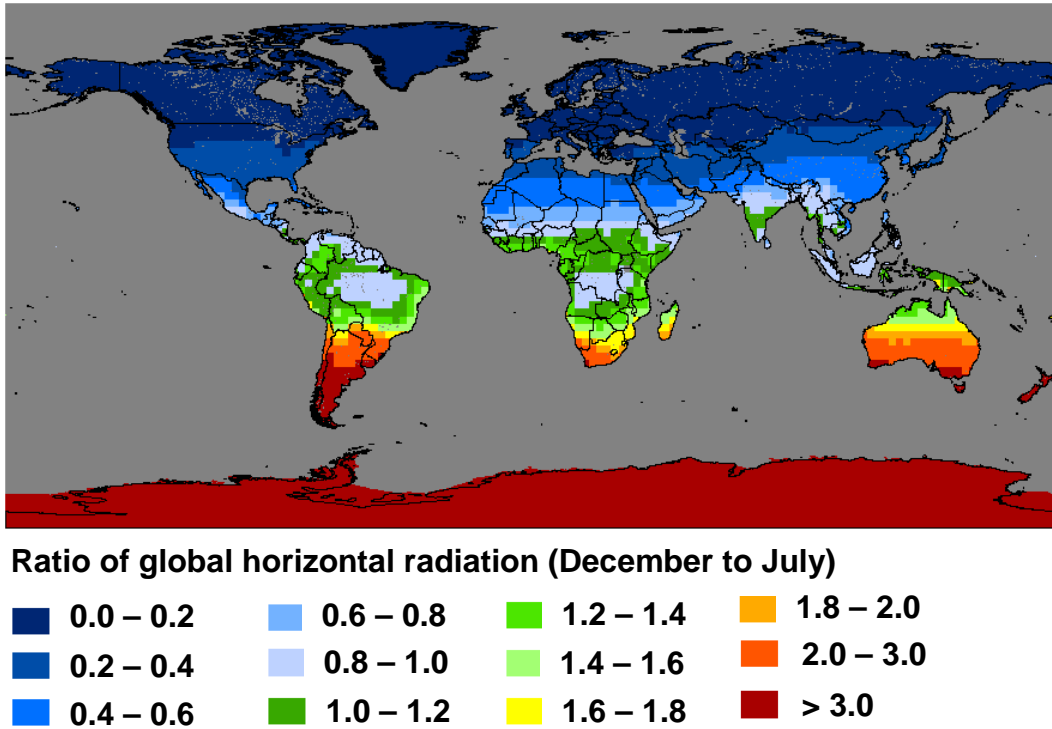 Ratio of global horizontal radiation (December to July)
0.0 – 0.2
0.2 – 0.4
0.4 – 0.6
0.6 – 0.8
0.8 – 1.0
1.0 – 1.2
1.2 – 1.4
1.4 – 1.6
1.6 – 1.8
1.8 – 2.0
2.0 – 3.0
> 3.0